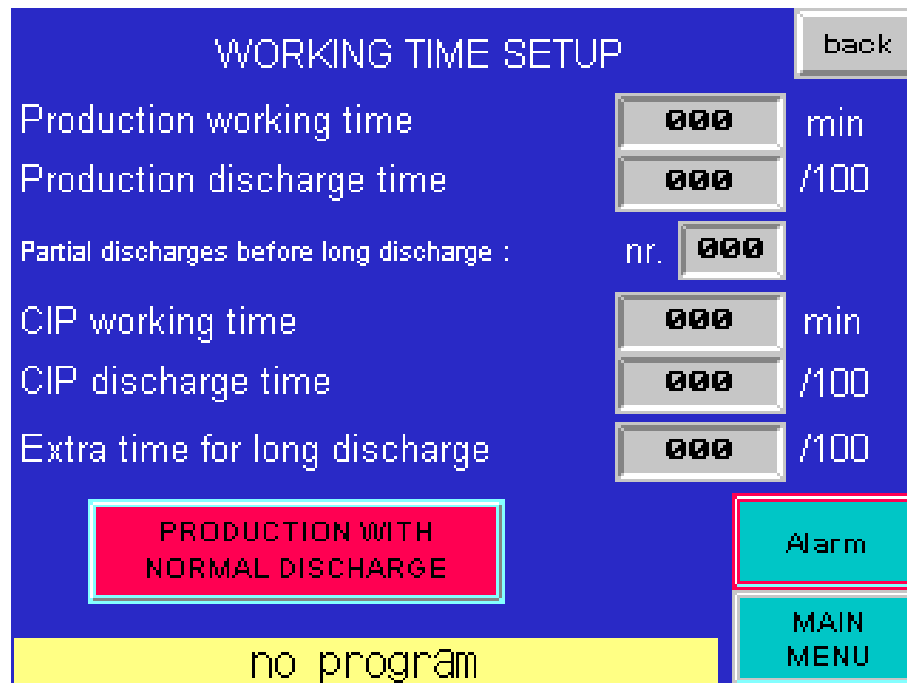 WORKING TIME SETUP
back
Production working time 000 min
Production discharge time 000 /100
Partial discharges before long discharge : nr. 000
CIP working time 000 min
CIP discharge time 000 /100
Extra time for long discharge 000 /100
PRODUCTION WITH
NORMAL DISCHARGE
Alarm
MAIN
MENU
no program